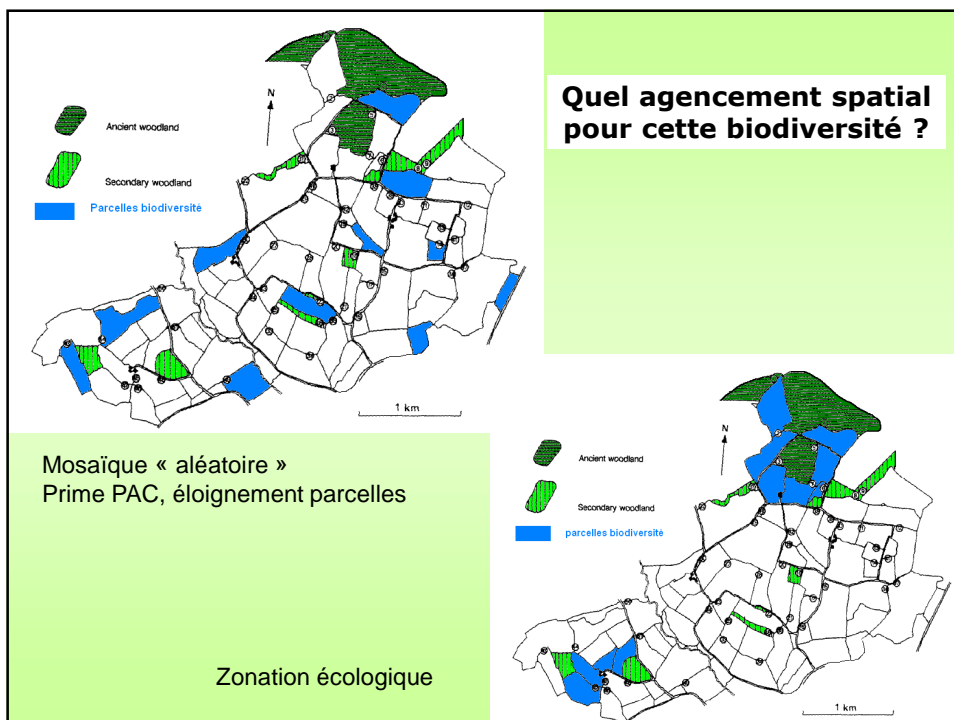 Quel agencement spatial
pour cette biodiversité ?
N
Ancient woodland
Secondary woodland
Parcelles biodiversité
1 km
Mosaïque « aléatoire »
Prime PAC, éloignement parcelles
Zonation écologique
N
Ancient woodland
Secondary woodland
parcelles biodiversité
1 km